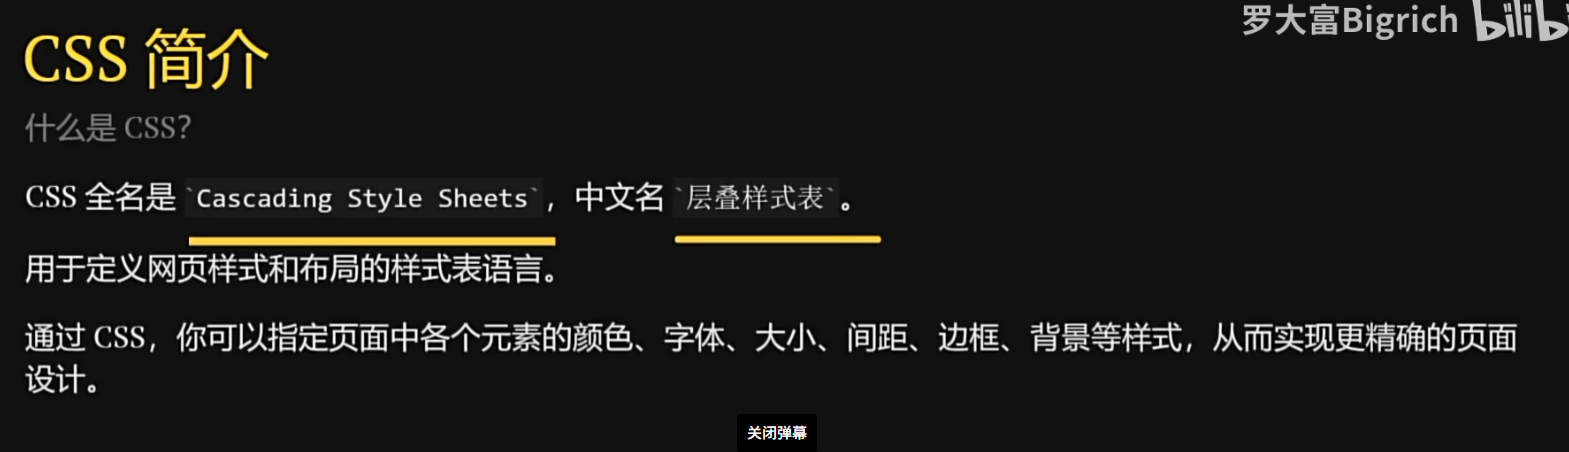 罗大富Bigrich bilibi
CSS 简介
什么是 CSS？
CSS 全名是 `Cascading Style Sheets`，中文名 `层叠样式表`。
用于定义网页样式和布局的样式表语言。
通过 CSS，你可以指定页面中各个元素的颜色、字体、大小、间距、边框、背景等样式，从而实现更精确的页面
设计。
关闭弹幕